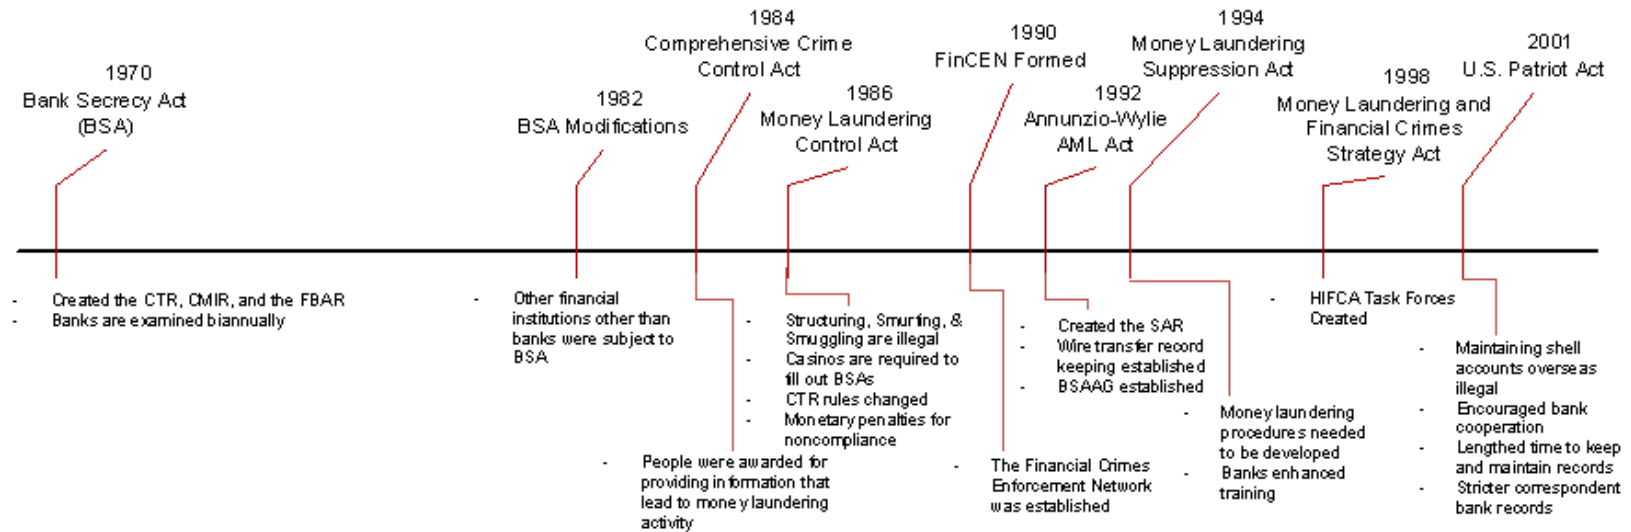 1970
Bank Secrecy Act
(BSA)
1982
BSA Modifications
1984
Comprehensive Crime
Control Act
1986
Money Laundering
Control Act
1990
FinCEN Formed
1992
Annunzio-Wylie
AML Act
1994
Money Laundering
Suppression Act
1998
Money Laundering and
Financial Crimes
Strategy Act
2001
U.S. Patriot Act
- Created the CTR, CMIR, and the FBAR
- Banks are examined biannually
- Other financial
institutions other than
banks were subject to
BSA
- People were awarded for
providing information that
lead to money laundering
activity
- Structuring, Smurfing, &
Smuggling are illegal
- Casinos are required to
fill out BSAs
- CTR rules changed
- Monetary penalties for
noncompliance
- The Financial Crimes
Enforcement Network
was established
- Created the SAR
- Wire transfer record
keeping established
- BSAAG established
- Money laundering
procedures needed
to be developed
- Banks enhanced
training
- HIFCA Task Forces
Created
- Maintaining shell
accounts overseas
illegal
- Encouraged bank
cooperation
- Lengthed time to keep
and maintain records
- Stricter correspondent
bank records